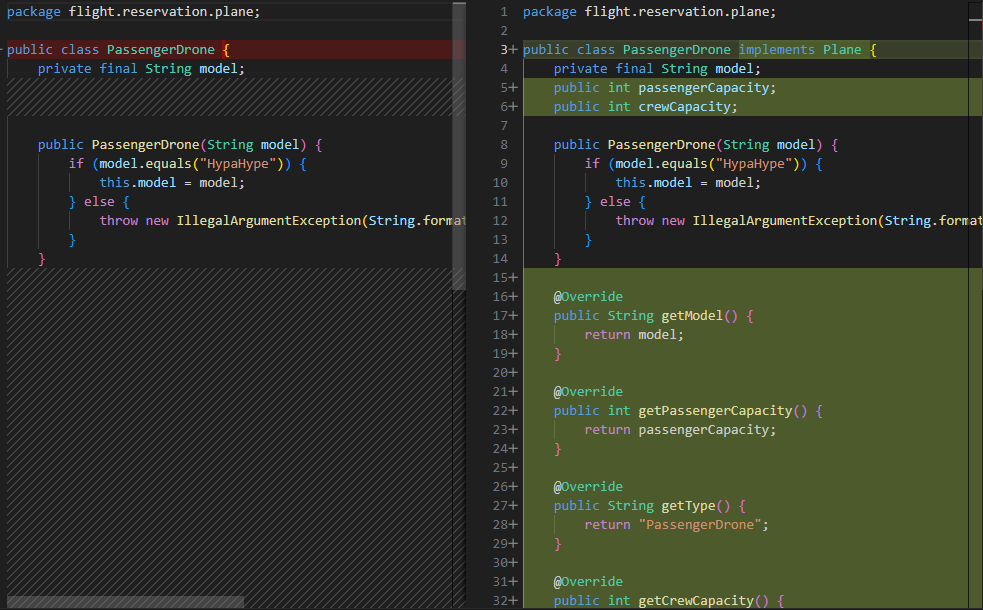 package flight.reservation.plane;
public class PassengerDrone {
    private final String model;
    public PassengerDrone(String model) {
        if (model.equals("HypaHype")) {
            this.model = model;
        } else {
            throw new IllegalArgumentException(String.format
        }
    }
1 package flight.reservation.plane;
2
3+ public class PassengerDrone implements Plane {
4     private final String model;
5+     public int passengerCapacity;
6+     public int crewCapacity;
7
8     public PassengerDrone(String model) {
9         if (model.equals("HypaHype")) {
10             this.model = model;
11         } else {
12             throw new IllegalArgumentException(String.format
13         }
14     }
15+
16+     @Override
17+     public String getModel() {
18+         return model;
19+     }
20+
21+     @Override
22+     public int getPassengerCapacity() {
23+         return passengerCapacity;
24+     }
25+
26+     @Override
27+     public String getType() {
28+         return "PassengerDrone";
29+     }
30+
31+     @Override
32+     public int getCrewCapacity() {